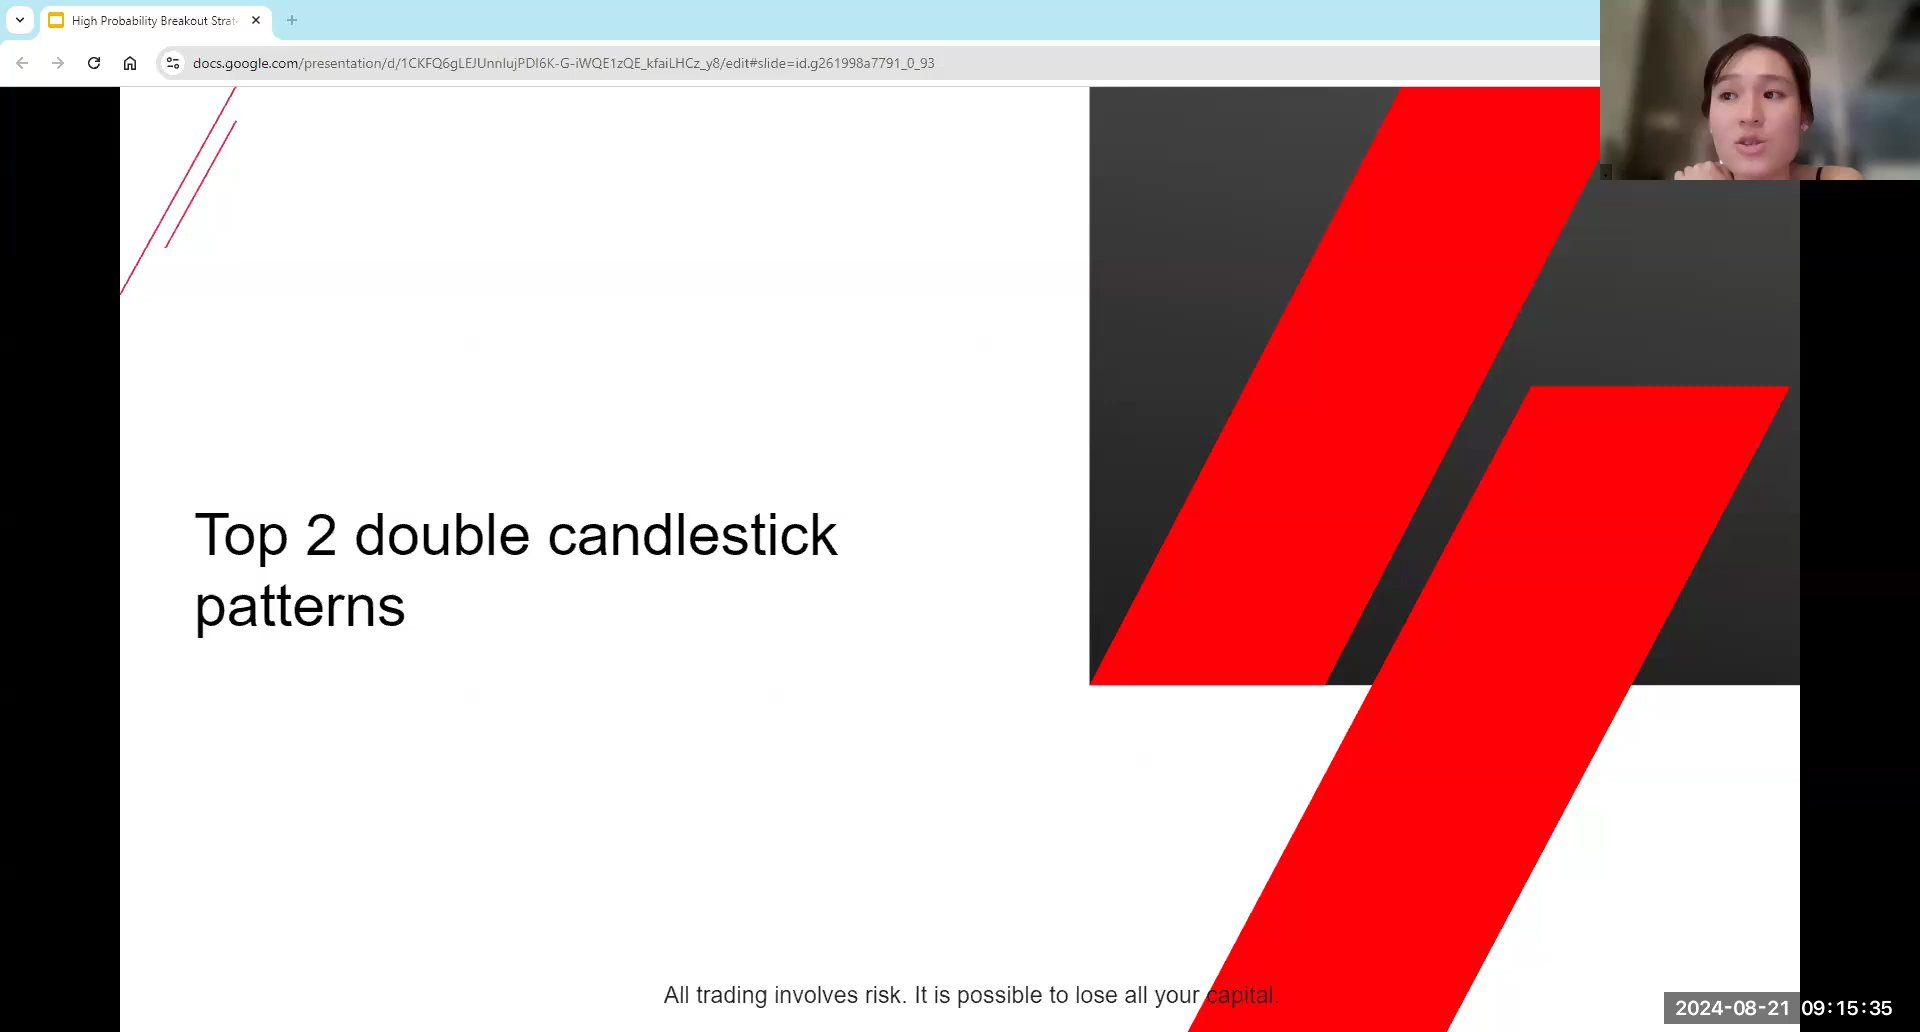 High Probability Breakout Strat
docs.google.com/presentation/d/1CKFQ6gLEJUnnIujPDI6K-G-iWQE1zQE_kfaiLHCz_y8/edit#slide=id.g261998a7791_0_93
Top 2 double candlestick
patterns
All trading involves risk. It is possible to lose all your capital.
2024-08-21 09:15:35